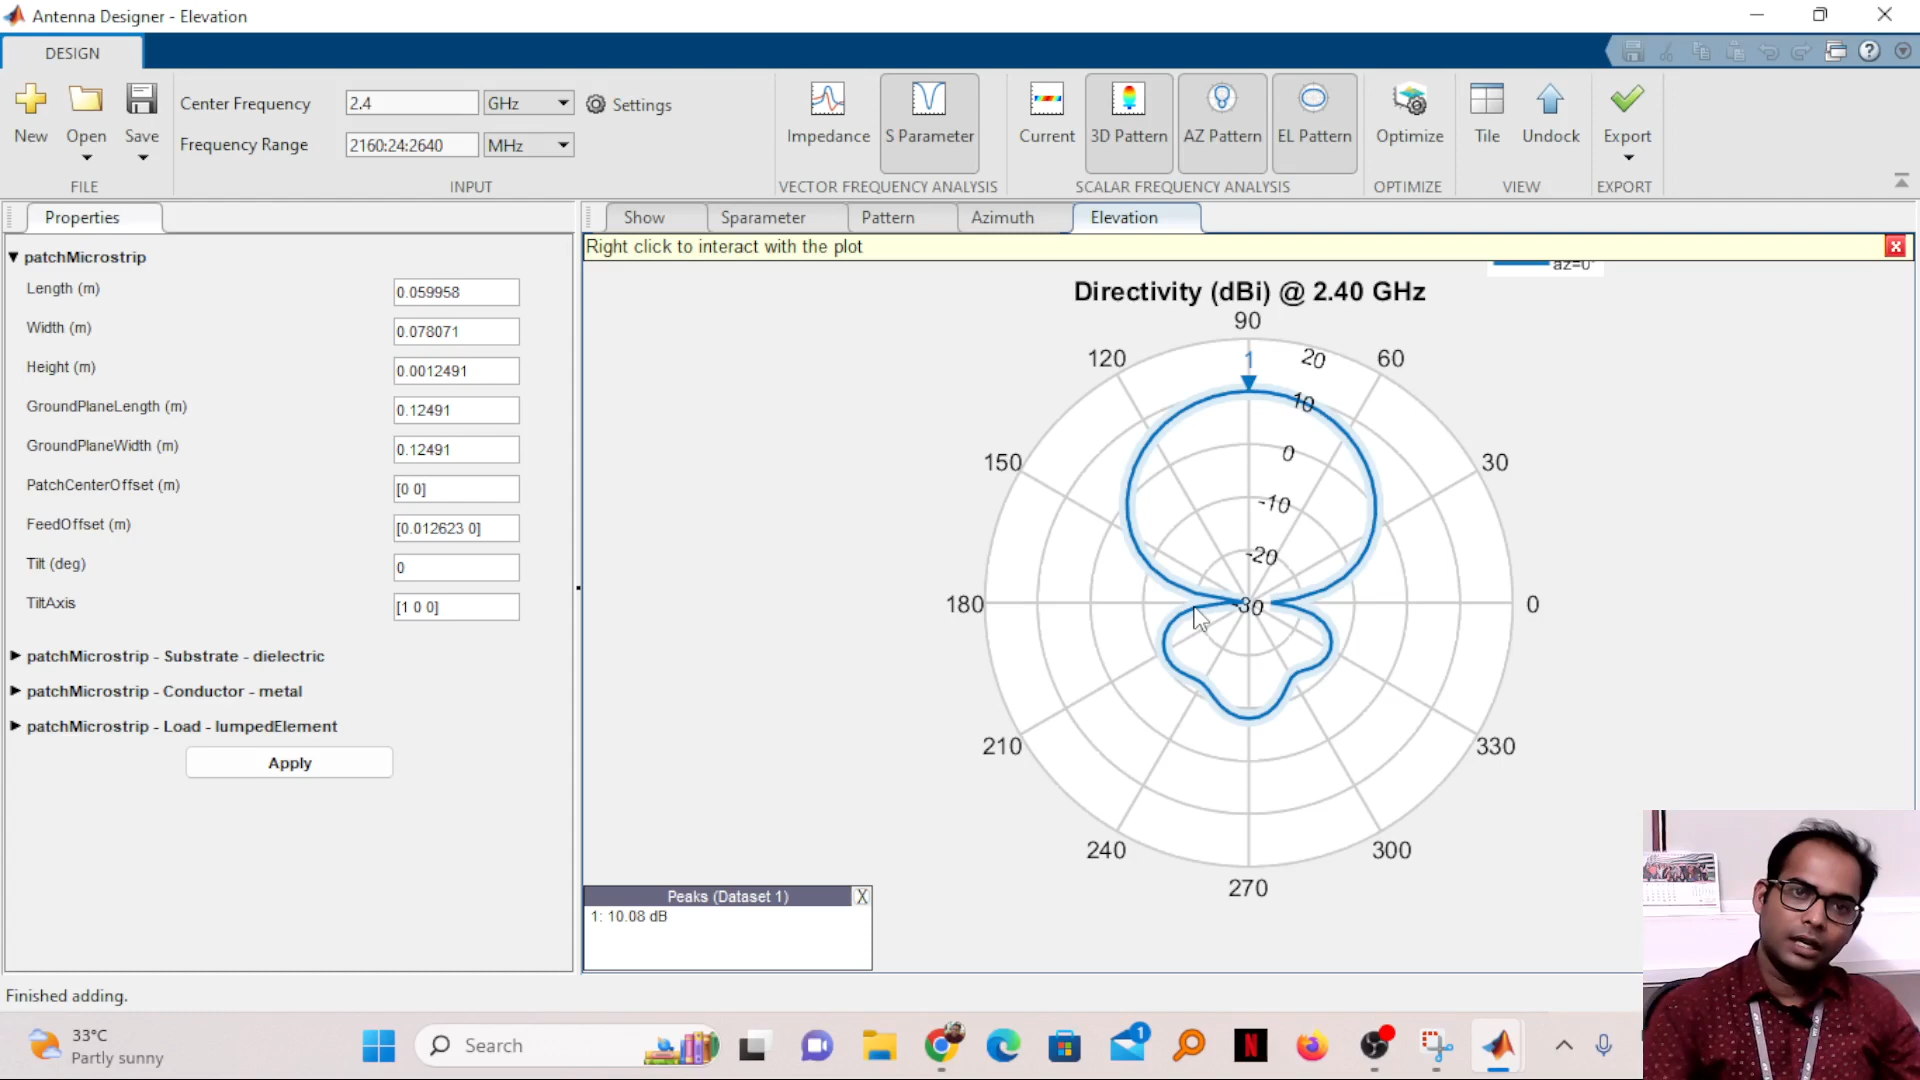 Antenna Designer - Elevation
DESIGN
New
Open
Save
FILE
Center Frequency 2.4 GHz Settings
Frequency Range 2160:24:2640 MHz
INPUT
Impedance
S Parameter
VECTOR FREQUENCY ANALYSIS
Current
3D Pattern
AZ Pattern
EL Pattern
SCALAR FREQUENCY ANALYSIS
Optimize
OPTIMIZE
Tile
Undock
VIEW
Export
EXPORT
Properties
patchMicrostrip
Length (m) 0.059958
Width (m) 0.078071
Height (m) 0.0012491
GroundPlaneLength (m) 0.12491
GroundPlaneWidth (m) 0.12491
PatchCenterOffset (m) [0 0]
FeedOffset (m) [0.012623 0]
Tilt (deg) 0
TiltAxis [1 0 0]
patchMicrostrip - Substrate - dielectric
patchMicrostrip - Conductor - metal
patchMicrostrip - Load - lumpedElement
Apply
Show Sparameter Pattern Azimuth Elevation
Right click to interact with the plot
az=0°
Directivity (dBi) @ 2.40 GHz
90
120 1 20 60
10
150 0 30
-10
-20
180 -30 0
210 330
240 300
270
Peaks (Dataset 1) X
1: 10.08 dB
Finished adding.
33°C
Partly sunny
Search
1
N